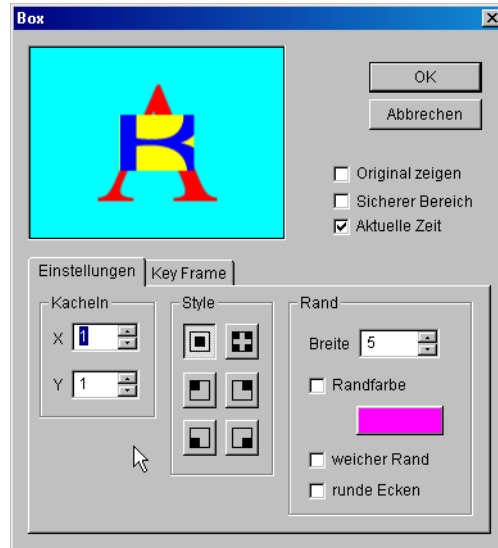 Box
OK
Abbrechen
Original zeigen
Sicherer Bereich
Aktuelle Zeit
Einstellungen
Key Frame
Kacheln
X 1
Y 1
Style
Rand
Breite 5
Randfarbe
weicher Rand
runde Ecken